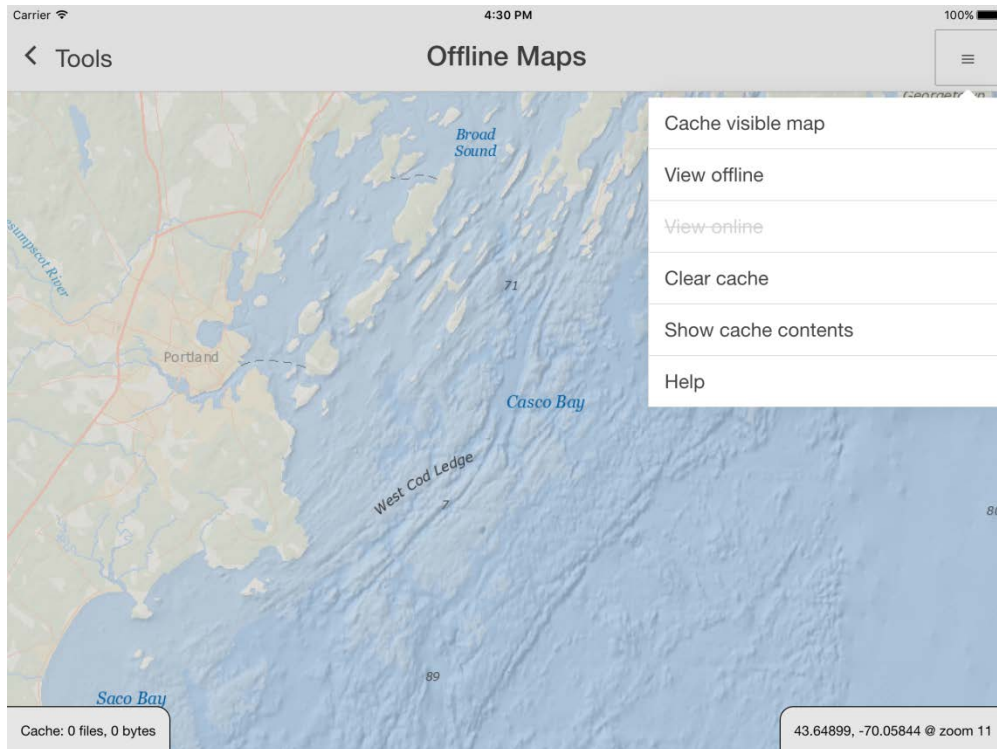 Carrier
4:30 PM
100%
Tools
Offline Maps
Georgetown
Cache visible map
View offline
View online
Clear cache
Show cache contents
Help
Broad
Sound
71
Portland
Casco Bay
West Cod Ledge
7
89
Saco Bay
Cache: 0 files, 0 bytes
43.64899, -70.05844 @ zoom 11